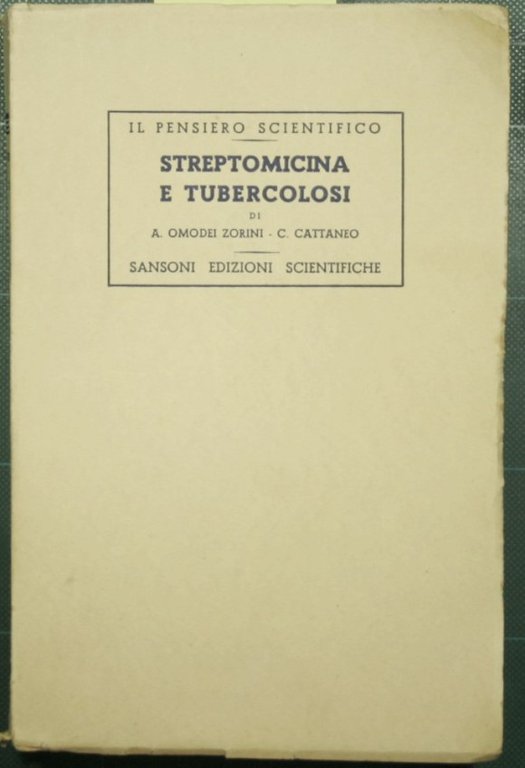 IL PENSIERO SCIENTIFICO
STREPTOMICINA
E TUBERCOLOSI
DI
A. OMODEI ZORINI - C. CATTANEO
SANSONI EDIZIONI SCIENTIFICHE